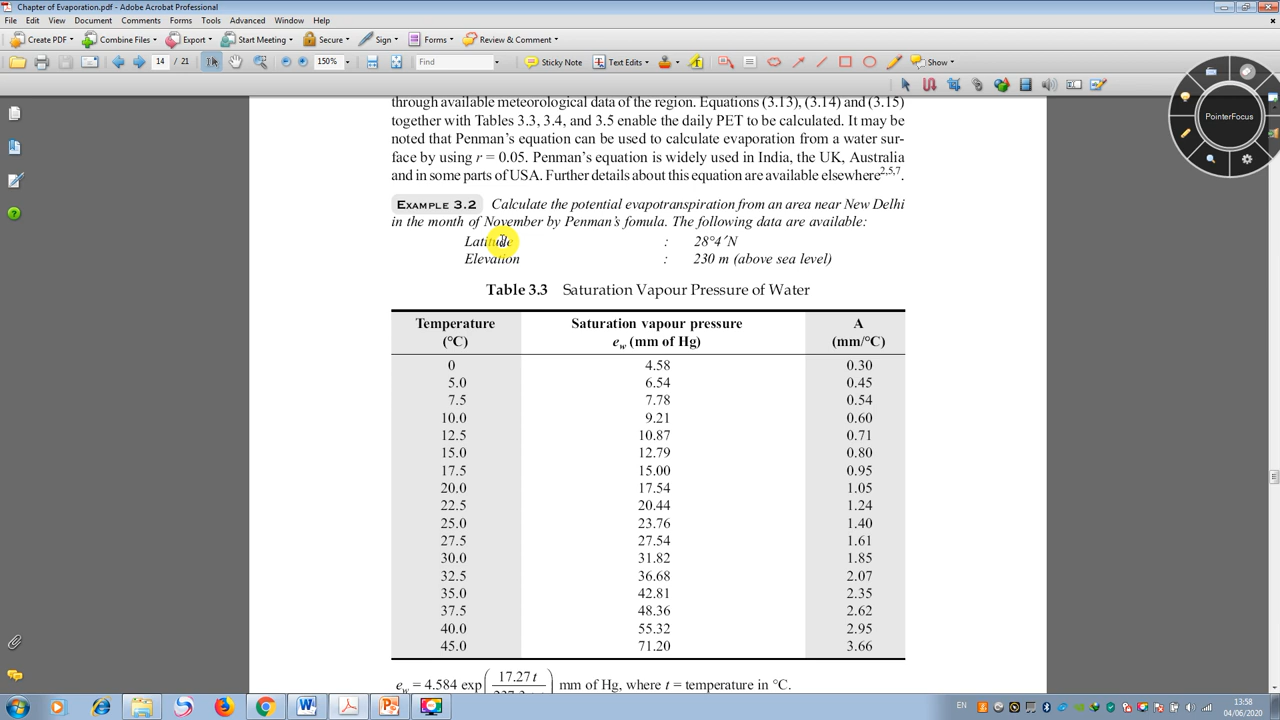 Chapter of Evaporation.pdf - Adobe Acrobat Professional
File Edit View Document Comments Forms Tools Advanced Window Help
Create PDF Combine Files Export Start Meeting Secure Sign Forms Review & Comment
14 / 21 150% Find Sticky Note Text Edits Show
PointerFocus
through available meteorological data of the region. Equations (3.13), (3.14) and (3.15)
together with Tables 3.3, 3.4, and 3.5 enable the daily PET to be calculated. It may be
noted that Penman's equation can be used to calculate evaporation from a water sur-
face by using r = 0.05. Penman's equation is widely used in India, the UK, Australia
and in some parts of USA. Further details about this equation are available elsewhere2,5,7.
EXAMPLE 3.2 Calculate the potential evapotranspiration from an area near New Delhi
in the month of November by Penman's fomula. The following data are available:
Latitude : 28°4′N
Elevation : 230 m (above sea level)
Table 3.3 Saturation Vapour Pressure of Water
Temperature Saturation vapour pressure A
(°C) ew (mm of Hg) (mm/°C)
0 4.58 0.30
5.0 6.54 0.45
7.5 7.78 0.54
10.0 9.21 0.60
12.5 10.87 0.71
15.0 12.79 0.80
17.5 15.00 0.95
20.0 17.54 1.05
22.5 20.44 1.24
25.0 23.76 1.40
27.5 27.54 1.61
30.0 31.82 1.85
32.5 36.68 2.07
35.0 42.81 2.35
37.5 48.36 2.62
40.0 55.32 2.95
45.0 71.20 3.66
ew = 4.584 exp( 17.27 t ) mm of Hg, where t = temperature in °C.
EN 13:58
04/06/2020